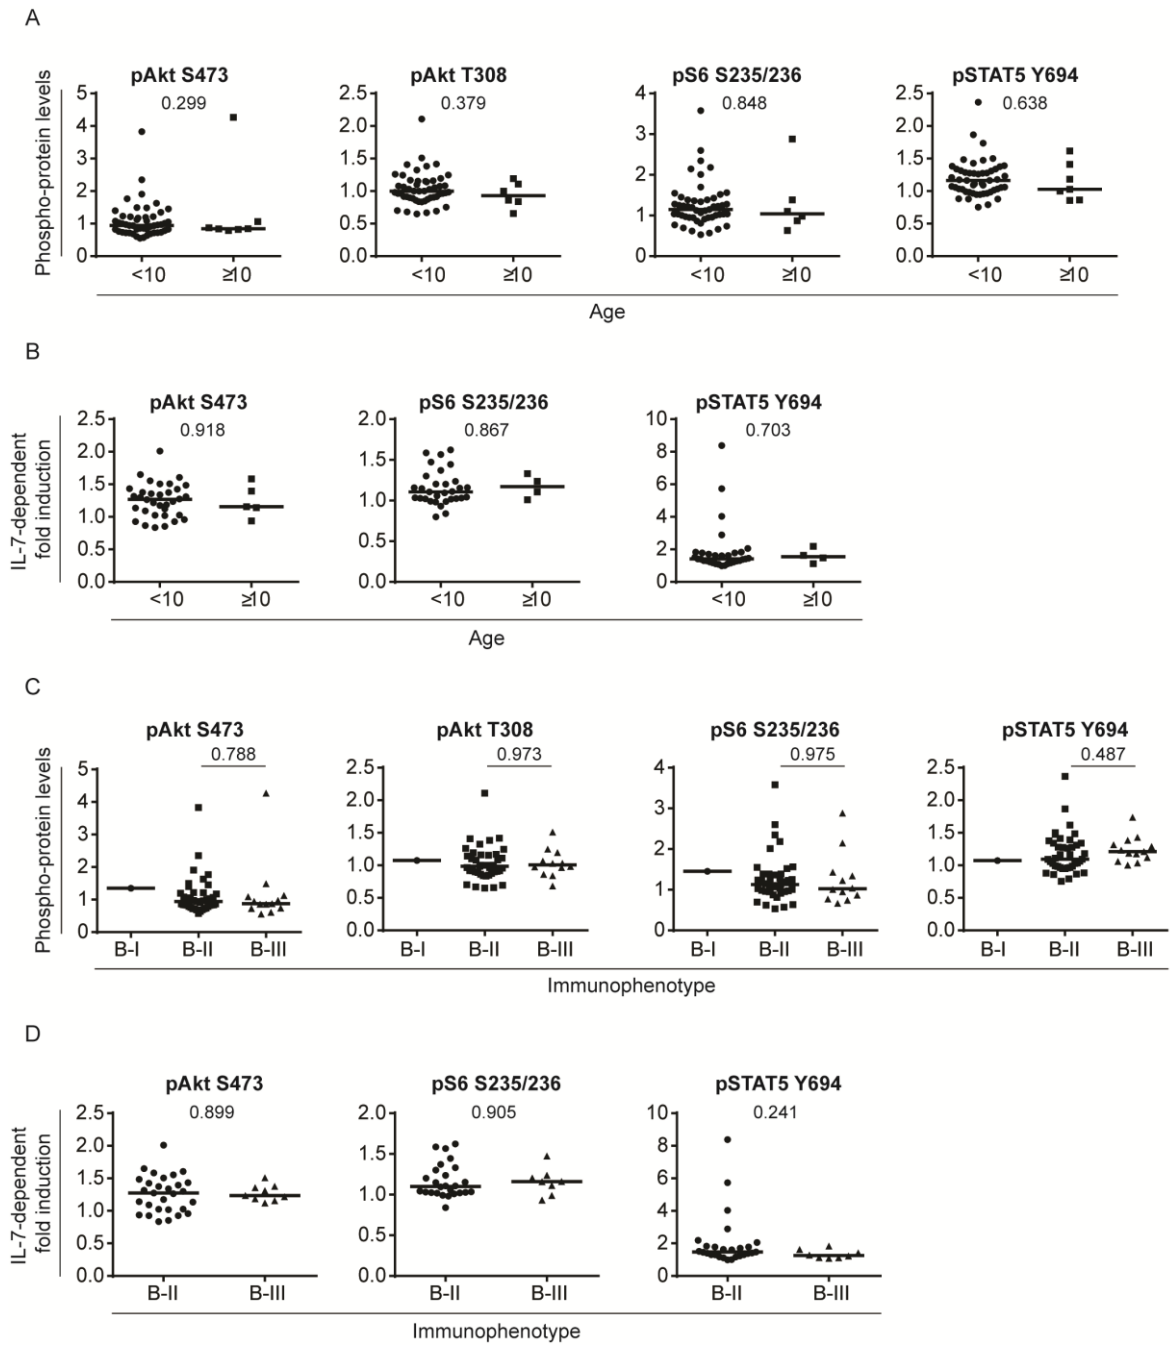 A
pAkt S473 pAkt T308 pS6 S235/236 pSTAT5 Y694
0.299 0.379 0.848 0.638
Phospho-protein levels
5 4 3 2 1 0
2.5 2.0 1.5 1.0 0.5 0.0
4 3 2 1 0
2.5 2.0 1.5 1.0 0.5 0.0
<10 ≥10 <10 ≥10 <10 ≥10 <10 ≥10
Age
B
pAkt S473 pS6 S235/236 pSTAT5 Y694
0.918 0.867 0.703
IL-7-dependent
fold induction
2.5 2.0 1.5 1.0 0.5 0.0
2.0 1.5 1.0 0.5 0.0
10 8 6 4 2 0
<10 ≥10 <10 ≥10 <10 ≥10
Age
C
pAkt S473 pAkt T308 pS6 S235/236 pSTAT5 Y694
0.788 0.973 0.975 0.487
Phospho-protein levels
5 4 3 2 1 0
2.5 2.0 1.5 1.0 0.5 0.0
4 3 2 1 0
2.5 2.0 1.5 1.0 0.5 0.0
B-I B-II B-III B-I B-II B-III B-I B-II B-III B-I B-II B-III
Immunophenotype
D
pAkt S473 pS6 S235/236 pSTAT5 Y694
0.899 0.905 0.241
IL-7-dependent
fold induction
2.5 2.0 1.5 1.0 0.5 0.0
2.0 1.5 1.0 0.5 0.0
10 8 6 4 2 0
B-II B-III B-II B-III B-II B-III
Immunophenotype